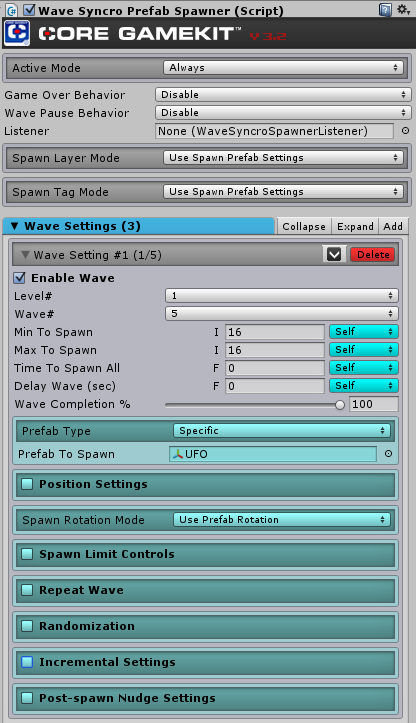 Wave Syncro Prefab Spawner (Script)
CORE GAMEKIT™ V 3.2
Active Mode Always
Game Over Behavior Disable
Wave Pause Behavior Disable
Listener None (WaveSyncroSpawnerListener)
Spawn Layer Mode Use Spawn Prefab Settings
Spawn Tag Mode Use Spawn Prefab Settings
▼ Wave Settings (3) Collapse Expand Add
▼ Wave Setting #1 (1/5) Delete
Enable Wave
Level# 1
Wave# 5
Min To Spawn I 16 Self
Max To Spawn I 16 Self
Time To Spawn All F 0 Self
Delay Wave (sec) F 0 Self
Wave Completion % 100
Prefab Type Specific
Prefab To Spawn UFO
Position Settings
Spawn Rotation Mode Use Prefab Rotation
Spawn Limit Controls
Repeat Wave
Randomization
Incremental Settings
Post-spawn Nudge Settings